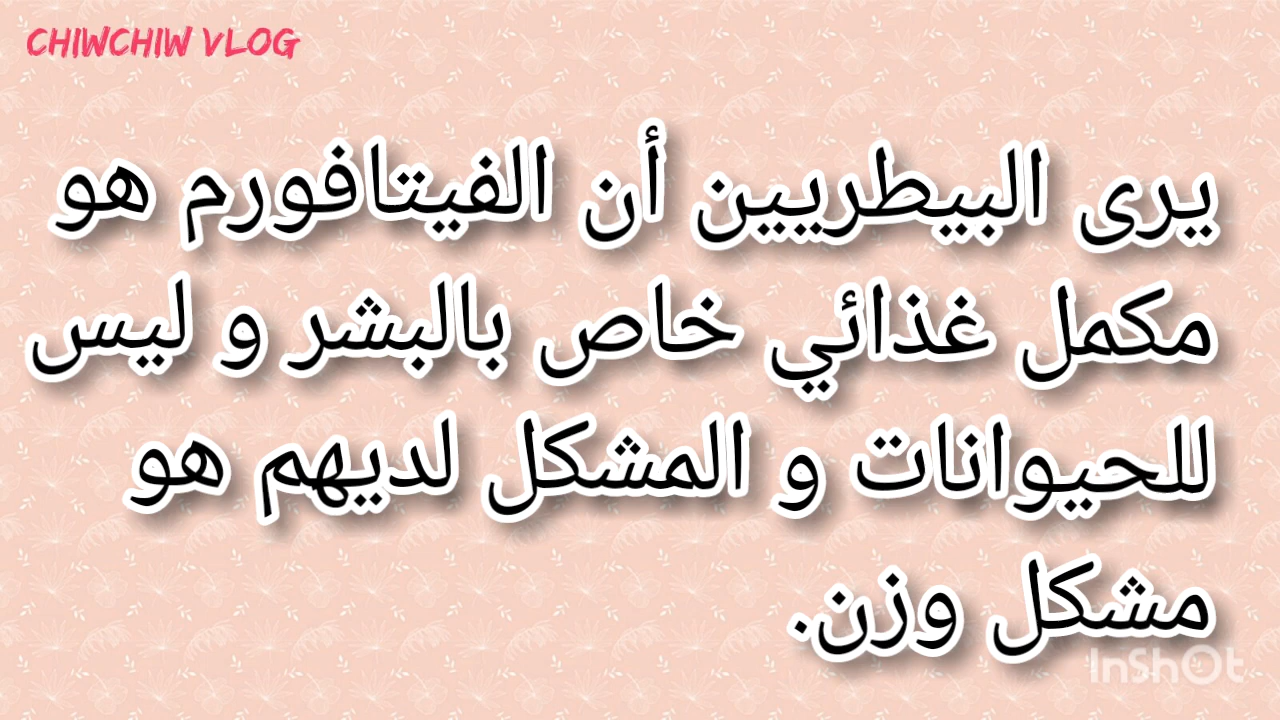 CHIWCHIW VLOG
يرى البيطريين أن الفيتافورم هو
مكمل غذائي خاص بالبشر و ليس
للحيوانات و المشكل لديهم هو
مشكل وزن.
InShOt